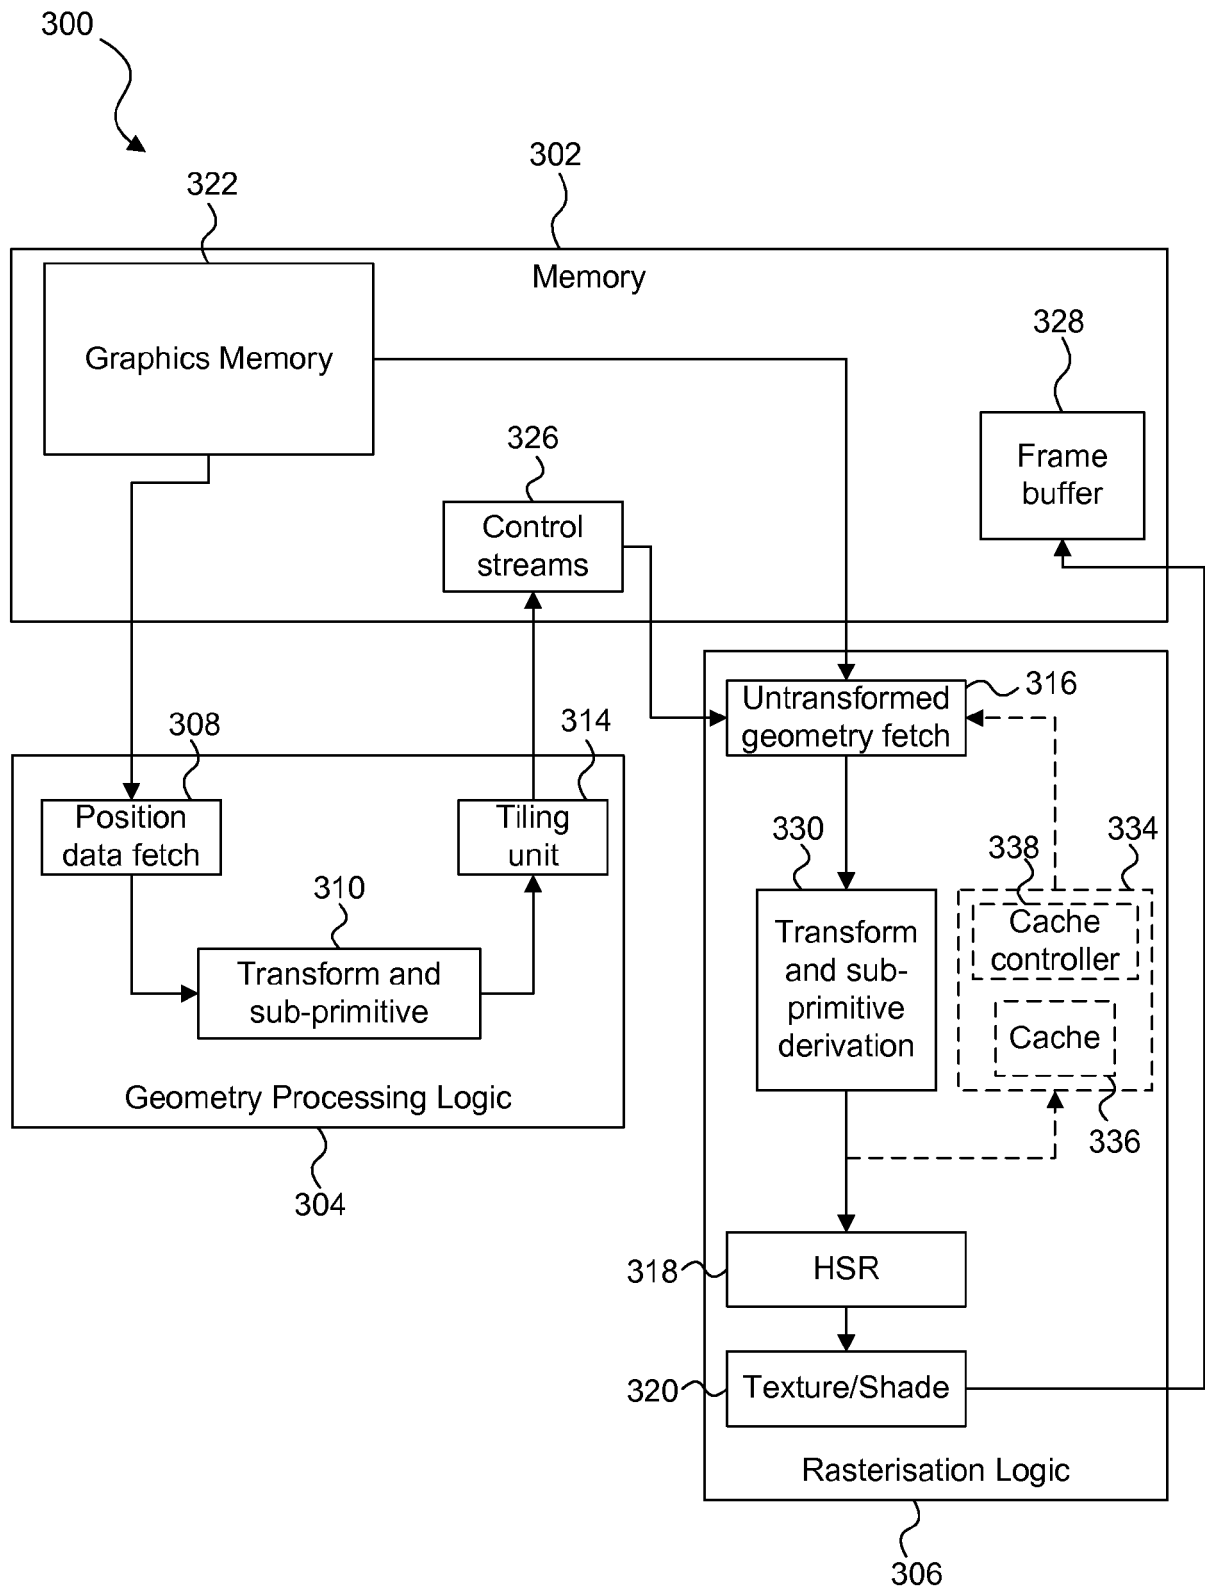 300
302
322
Memory
328
Graphics Memory
326
Frame
buffer
Control
streams
316
Untransformed
geometry fetch
308
314
Position
data fetch
Tiling
unit
330
338
334
310
Transform and
sub-primitive
Transform
and sub-
primitive
derivation
Cache
controller
Cache
336
Geometry Processing Logic
304
318
HSR
320
Texture/Shade
Rasterisation Logic
306